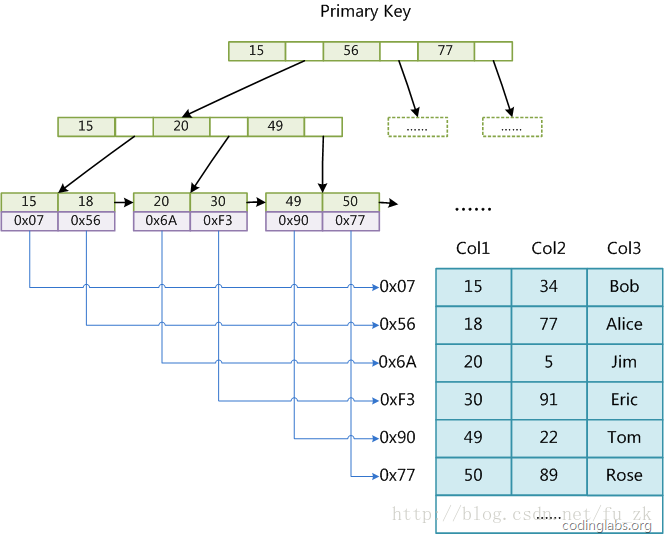 Primary Key
15 56 77
15 20 49
...... ......
15 18 20 30 49 50
0x07 0x56 0x6A 0xF3 0x90 0x77
......
Col1 Col2 Col3
0x07 15 34 Bob
0x56 18 77 Alice
0x6A 20 5 Jim
0xF3 30 91 Eric
0x90 49 22 Tom
0x77 50 89 Rose
......
http://blog.csdn.net/fu_zk
codinglabs.org